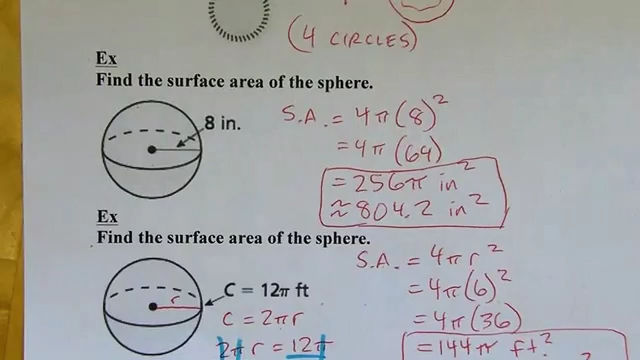 (4 CIRCLES)
Ex
Find the surface area of the sphere.
8 in.
S.A. = 4π(8)²
= 4π(64)
= 256π in²
≈ 804.2 in²
Ex
Find the surface area of the sphere.
r
C = 12π ft
C = 2πr
2πr = 12π
S.A. = 4πr²
= 4π(6)²
= 4π(36)
= 144π ft²